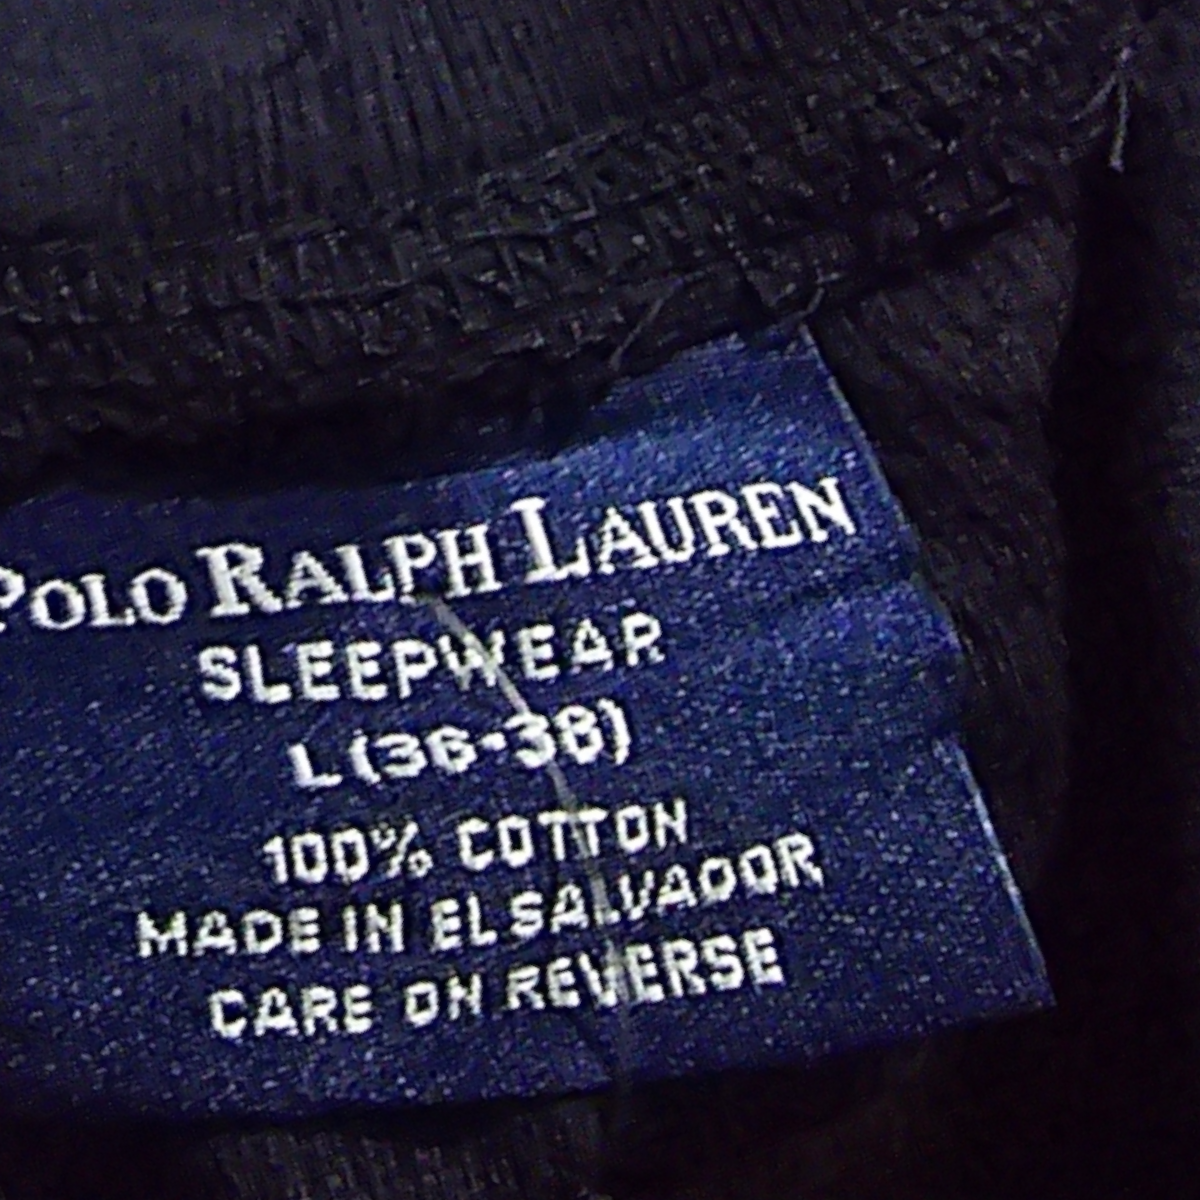 POLO RALPH LAUREN
SLEEPWEAR
L (36-38)
100% COTTON
MADE IN EL SALVADOR
CARE ON REVERSE